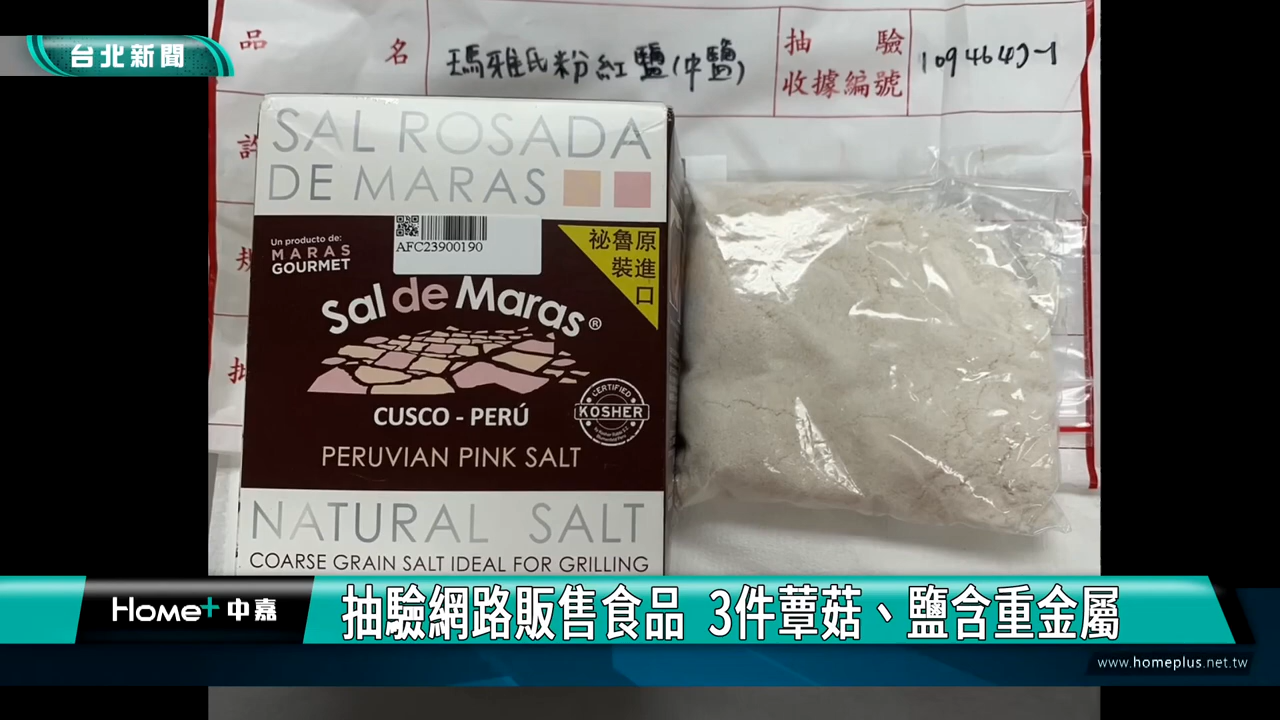 台北新聞
品名
瑪雅氏粉紅鹽(中鹽)
抽驗
收據編號
SAL ROSADA
DE MARAS
許
規
批
AFC23900190
Un producto de:
MARAS
GOURMET
祕魯原
裝進
口
Sal de Maras®
CERTIFIED
KOSHER
CUSCO - PERÚ
PERUVIAN PINK SALT
NATURAL SALT
COARSE GRAIN SALT IDEAL FOR GRILLING
Home+中嘉
抽驗網路販售食品 3件蕈菇、鹽含重金屬
www.homeplus.net.tw